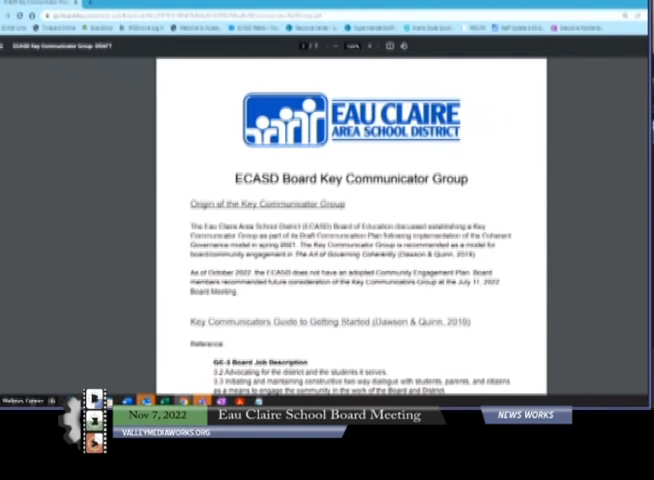 ECASD Key Communicator Group DRAFT
EAU CLAIRE
AREA SCHOOL DISTRICT
ECASD Board Key Communicator Group
Origin of the Key Communicator Group
The Eau Claire Area School District (ECASD) Board of Education discussed establishing a Key
Communicator Group as part of its Draft Communication Plan following implementation of the Coherent
Governance model in spring 2021. The Key Communicator Group is recommended as a model for
board/community engagement in The Art of Governing Coherently (Dawson & Quinn, 2019)
As of October 2022 the ECASD does not have an adopted Community Engagement Plan. Board
members recommended future consideration of the Key Communicators Group at the July 11, 2022
Board Meeting.
Key Communicators Guide to Getting Started (Dawson & Quinn, 2019)
Reference:
GC-3 Board Job Description
3.2 Advocating for the district and the students it serves.
3.3 Initiating and maintaining constructive two way dialogue with students, parents, and citizens
as a means to engage the community in the work of the Board and District.
Nov 7, 2022
Eau Claire School Board Meeting
NEWS WORKS
VALLEYMEDIAWORKS.ORG